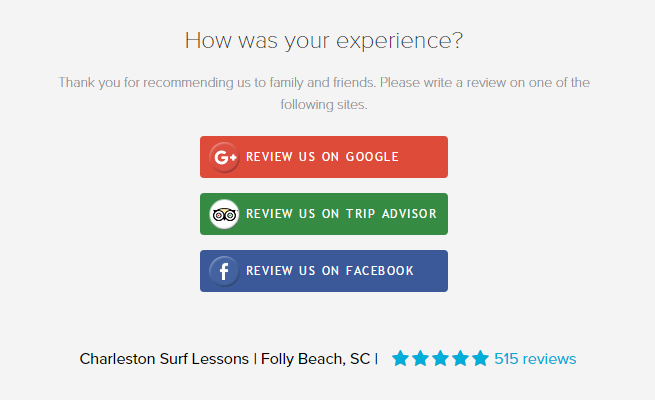 How was your experience?
Thank you for recommending us to family and friends. Please write a review on one of the
following sites.
G+ REVIEW US ON GOOGLE
REVIEW US ON TRIP ADVISOR
f REVIEW US ON FACEBOOK
Charleston Surf Lessons | Folly Beach, SC | 515 reviews